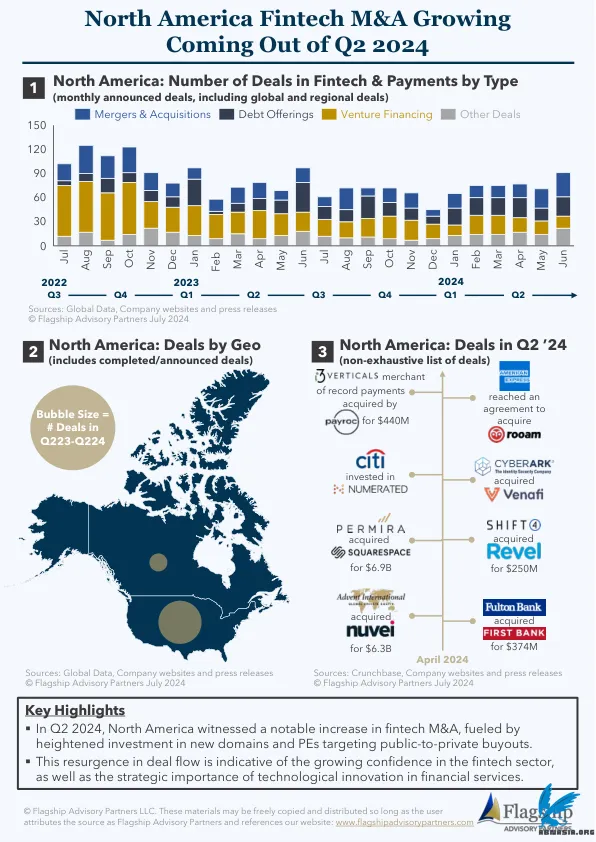 North America Fintech M&A Growing
Coming Out of Q2 2024
1 North America: Number of Deals in Fintech & Payments by Type
(monthly announced deals, including global and regional deals)
Mergers & Acquisitions Debt Offerings Venture Financing Other Deals
150
120
90
60
30
0
Jul Aug Sep Oct Nov Dec Jan Feb Mar Apr May Jun Jul Aug Sep Oct Nov Dec Jan Feb Mar Apr May Jun
2022 2023 2024
Q3 Q4 Q1 Q2 Q3 Q4 Q1 Q2
Sources: Global Data, Company websites and press releases
© Flagship Advisory Partners July 2024
2 North America: Deals by Geo
(includes completed/announced deals)
Bubble Size =
# Deals in
Q223-Q224
Sources: Global Data, Company websites and press releases
© Flagship Advisory Partners July 2024
3 North America: Deals in Q2 ’24
(non-exhaustive list of deals)
3VERTICALS merchant
of record payments
acquired by
payroc for $440M
AMERICAN
EXPRESS
reached an
agreement to
acquire
rooam
citi
invested in
NUMERATED
CYBERARK
The Identity Security Company
acquired
Venafi
PERMIRA
acquired
SQUARESPACE
for $6.9B
SHIFT 4
acquired
Revel
for $250M
Advent International
GLOBAL PRIVATE EQUITY
acquired
nuvei
for $6.3B
Fulton Bank
acquired
FIRST BANK
for $374M
April 2024
Sources: Crunchbase, Company websites and press releases
© Flagship Advisory Partners July 2024
Key Highlights
▪ In Q2 2024, North America witnessed a notable increase in fintech M&A, fueled by
heightened investment in new domains and PEs targeting public-to-private buyouts.
▪ This resurgence in deal flow is indicative of the growing confidence in the fintech sector,
as well as the strategic importance of technological innovation in financial services.
© Flagship Advisory Partners LLC. These materials may be freely copied and distributed so long as the user
attributes the source as Flagship Advisory Partners and references our website: www.flagshipadvisorypartners.com
Flagship
ADVISORY PARTNERS